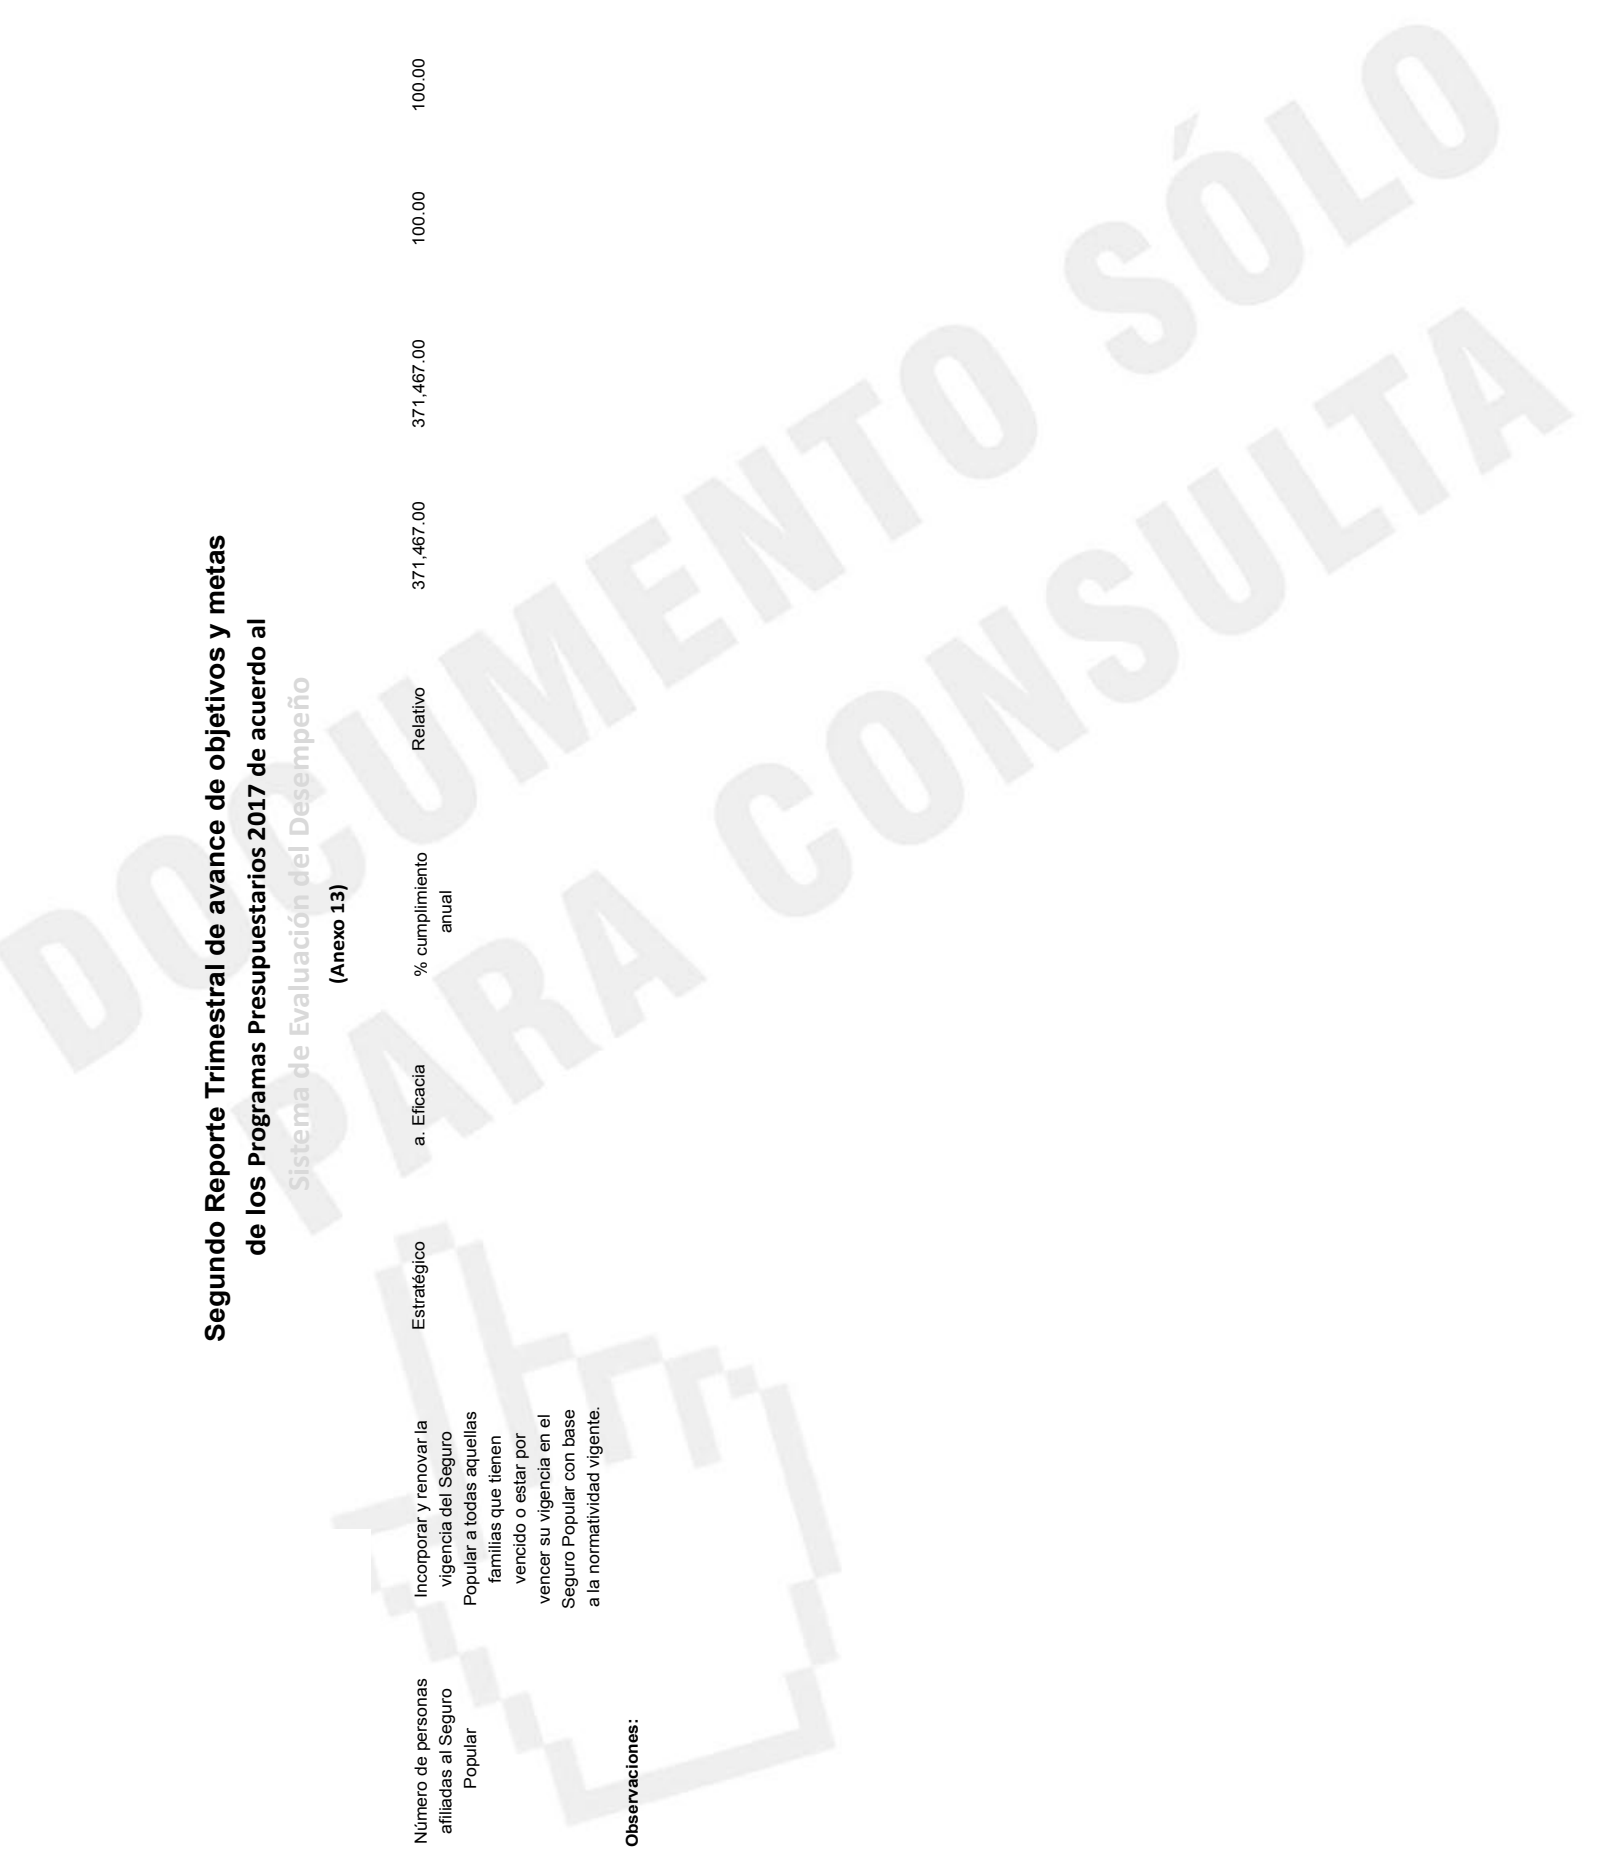 Segundo Reporte Trimestral de avance de objetivos y metas
de los Programas Presupuestarios 2017 de acuerdo al
Sistema de Evaluación del Desempeño
(Anexo 13)
Número de personas
afiliadas al Seguro
Popular
Incorporar y renovar la
vigencia del Seguro
Popular a todas aquellas
familias que tienen
vencido o estar por
vencer su vigencia en el
Seguro Popular con base
a la normatividad vigente.
Estratégico
a. Eficacia
% cumplimiento
anual
Relativo
371,467.00
371,467.00
100.00
100.00
Observaciones:
DOCUMENTO SÓLO
PARA CONSULTA